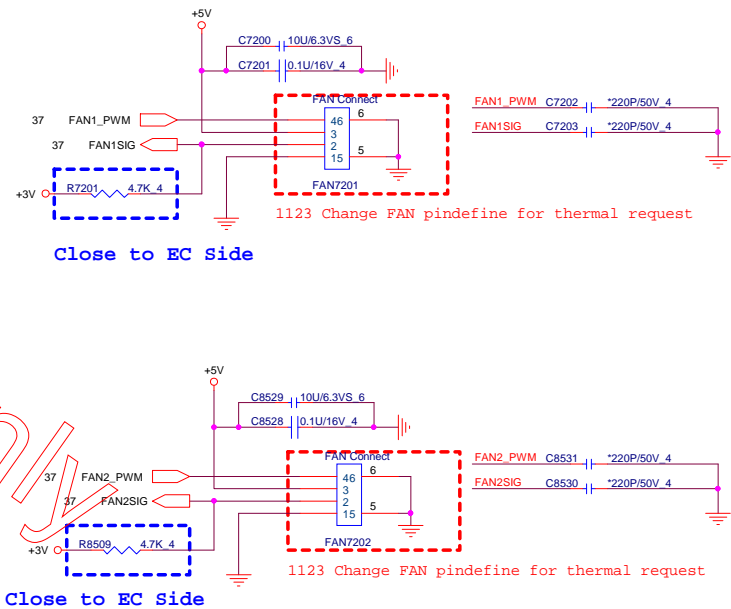 +5V
C7200 10U/6.3VS_6
C7201 0.1U/16V_4
FAN Connect
37 FAN1_PWM
46 6
3
37 FAN1SIG
2
15 5
FAN7201
+3V R7201 4.7K_4
1123 Change FAN pindefine for thermal request
Close to EC Side
FAN1_PWM C7202 *220P/50V_4
FAN1SIG C7203 *220P/50V_4
+5V
C8529 10U/6.3VS_6
C8528 0.1U/16V_4
FAN Connect
37 FAN2_PWM
46 6
3
37 FAN2SIG
2
15 5
FAN7202
+3V R8509 4.7K_4
1123 Change FAN pindefine for thermal request
Close to EC Side
FAN2_PWM C8531 *220P/50V_4
FAN2SIG C8530 *220P/50V_4